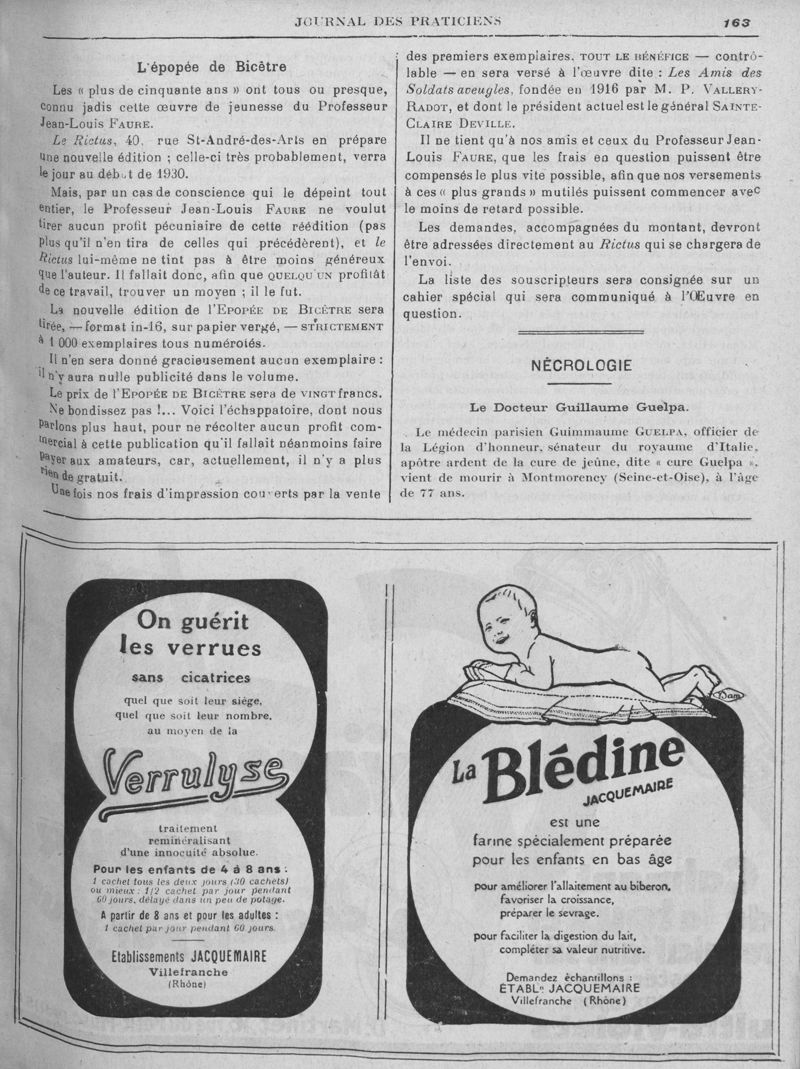 JOURNAL DES PRATICIENS
163
L'épopée de Bicêtre
Les « plus de cinquante ans » ont tous ou presque,
connu jadis cette œuvre de jeunesse du Professeur
Jean-Louis FAURE.
Le Rictus, 40, rue St-André-des-Arts en prépare
une nouvelle édition ; celle-ci très probablement, verra
le jour au début de 1930.
Mais, par un cas de conscience qui le dépeint tout
entier, le Professeur Jean-Louis FAURE ne voulut
tirer aucun profit pécuniaire de cette réédition (pas
plus qu'il n'en tira de celles qui précédèrent), et le
Rictus lui-même ne tint pas à être moins généreux
que l'auteur. Il fallait donc, afin que QUELQU'UN profitât
de ce travail, trouver un moyen ; il le fut.
La nouvelle édition de l'EPOPÉE DE BICÊTRE sera
tirée, — format in-16, sur papier vergé, — STRICTEMENT
à 1 000 exemplaires tous numérotés.
Il n'en sera donné gracieusement aucun exemplaire :
il n'y aura nulle publicité dans le volume.
Le prix de l'EPOPÉE DE BICÊTRE sera de VINGT francs.
Ne bondissez pas !... Voici l'échappatoire, dont nous
parlons plus haut, pour ne récolter aucun profit com-
mercial à cette publication qu'il fallait néanmoins faire
payer aux amateurs, car, actuellement, il n'y a plus
rien de gratuit.
Une fois nos frais d'impression couverts par la vente
des premiers exemplaires, TOUT LE BÉNÉFICE — contrô-
lable — en sera versé à l'œuvre dite : Les Amis des
Soldats aveugles, fondée en 1916 par M. P. VALLERY-
RADOT, et dont le président actuel est le général SAINTE-
CLAIRE DEVILLE.
Il ne tient qu'à nos amis et ceux du Professeur Jean-
Louis FAURE, que les frais en question puissent être
compensés le plus vite possible, afin que nos versements
à ces « plus grands » mutilés puissent commencer avec
le moins de retard possible.
Les demandes, accompagnées du montant, devront
être adressées directement au Rictus qui se chargera de
l'envoi.
La liste des souscripteurs sera consignée sur un
cahier spécial qui sera communiqué à l'Œuvre en
question.
NÉCROLOGIE
Le Docteur Guillaume Guelpa.
Le médecin parisien Guimmaume GUELPA, officier de
la Légion d'honneur, sénateur du royaume d'Italie,
apôtre ardent de la cure de jeûne, dite « cure Guelpa »,
vient de mourir à Montmorency (Seine-et-Oise), à l'âge
de 77 ans.
On guérit
les verrues
sans cicatrices
quel que soit leur siège,
quel que soit leur nombre,
au moyen de la
Verrulyse
traitement
reminéralisant
d'une innocuité absolue.
Pour les enfants de 4 à 8 ans :
1 cachet tous les deux jours (30 cachets)
ou mieux : 1/2 cachet par jour pendant
60 jours, délayé dans un peu de potage.
A partir de 8 ans et pour les adultes :
1 cachet par jour pendant 60 jours.
Etablissements JACQUEMAIRE
Villefranche
(Rhône)
Dam
La Blédine
JACQUEMAIRE
est une
farine spécialement préparée
pour les enfants en bas âge
pour améliorer l'allaitement au biberon,
favoriser la croissance,
préparer le sevrage.
pour faciliter la digestion du lait,
compléter sa valeur nutritive.
Demandez échantillons :
ÉTABLts JACQUEMAIRE
Villefranche (Rhône)